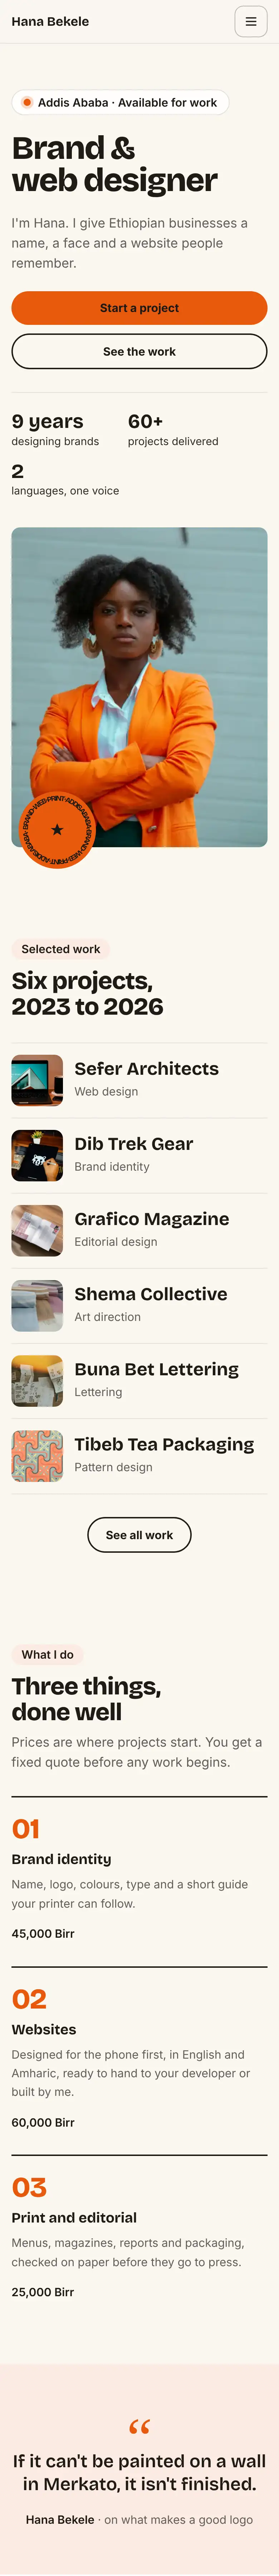 Hana Bekele
Addis Ababa · Available for work
Brand &
web designer
I'm Hana. I give Ethiopian businesses a
name, a face and a website people
remember.
Start a project
See the work
9 years
designing brands
60+
projects delivered
2
languages, one voice
Selected work
Six projects,
2023 to 2026
Sefer Architects
Web design
Dib Trek Gear
Brand identity
Grafico Magazine
Editorial design
Shema Collective
Art direction
Buna Bet Lettering
Lettering
Tibeb Tea Packaging
Pattern design
See all work
What I do
Three things,
done well
Prices are where projects start. You get a
fixed quote before any work begins.
01
Brand identity
Name, logo, colours, type and a short guide
your printer can follow.
45,000 Birr
02
Websites
Designed for the phone first, in English and
Amharic, ready to hand to your developer or
built by me.
60,000 Birr
03
Print and editorial
Menus, magazines, reports and packaging,
checked on paper before they go to press.
25,000 Birr
“
If it can't be painted on a wall
in Merkato, it isn't finished.
Hana Bekele · on what makes a good logo